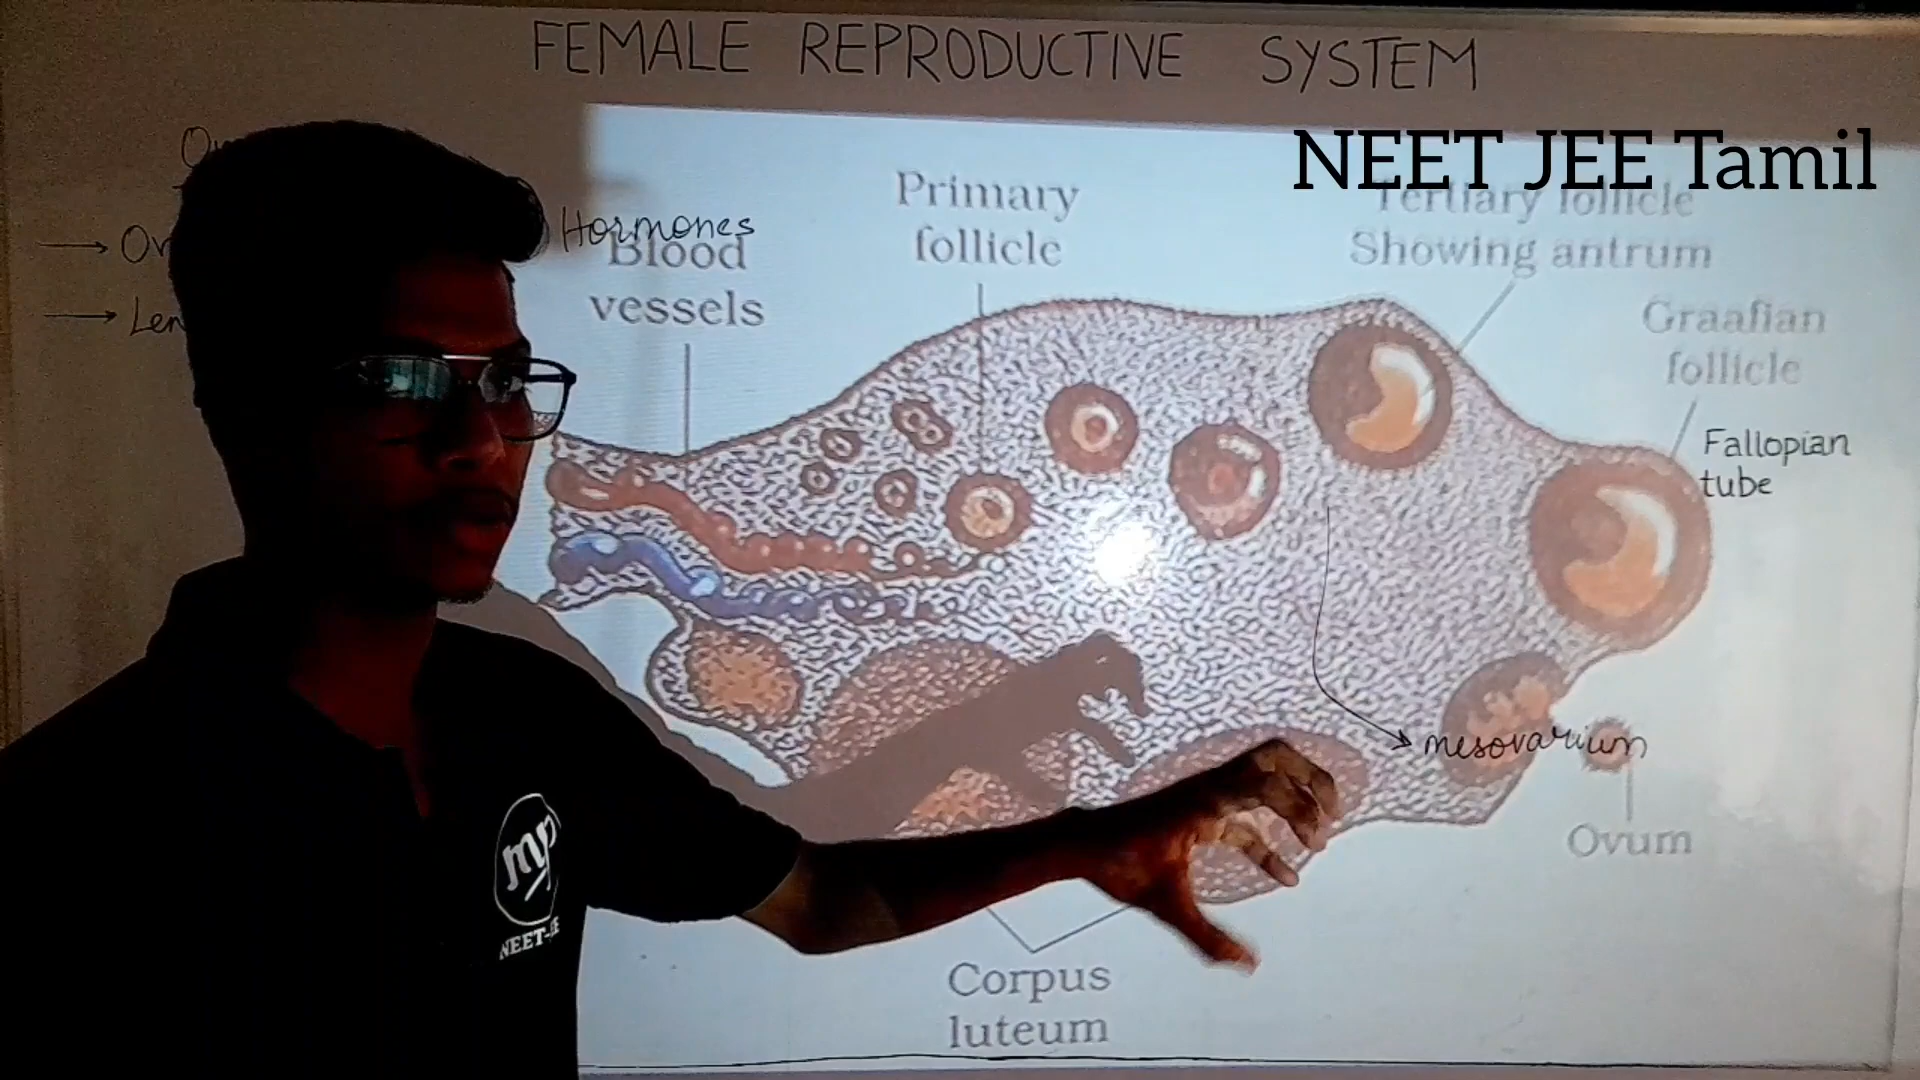 FEMALE REPRODUCTIVE SYSTEM
NEET JEE Tamil
Primary
follicle
Tertiary follicle
Showing antrum
Hormones
Blood
vessels
Graafian
follicle
Fallopian
tube
mesovarium
Ovum
Corpus
luteum
mp
NEET-JEE